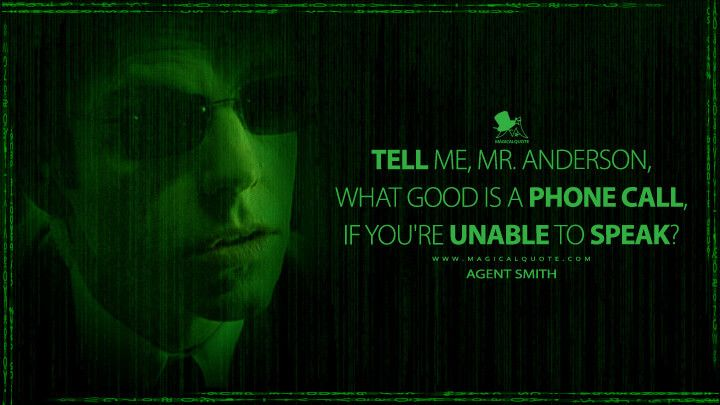 MAGICALQUOTE
TELL ME, MR. ANDERSON,
WHAT GOOD IS A PHONE CALL,
IF YOU'RE UNABLE TO SPEAK?
WWW.MAGICALQUOTE.COM
AGENT SMITH